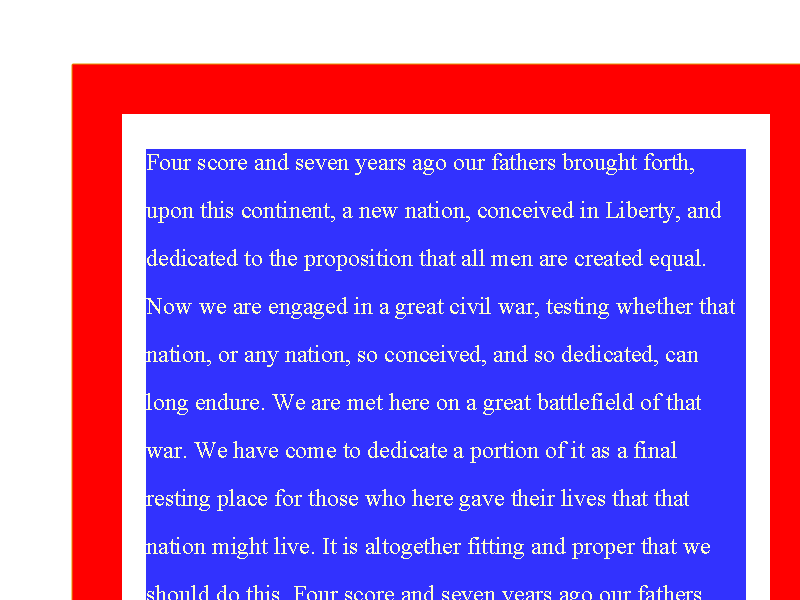 Four score and seven years ago our fathers brought forth,
upon this continent, a new nation, conceived in Liberty, and
dedicated to the proposition that all men are created equal.
Now we are engaged in a great civil war, testing whether that
nation, or any nation, so conceived, and so dedicated, can
long endure. We are met here on a great battlefield of that
war. We have come to dedicate a portion of it as a final
resting place for those who here gave their lives that that
nation might live. It is altogether fitting and proper that we
should do this. Four score and seven years ago our fathers